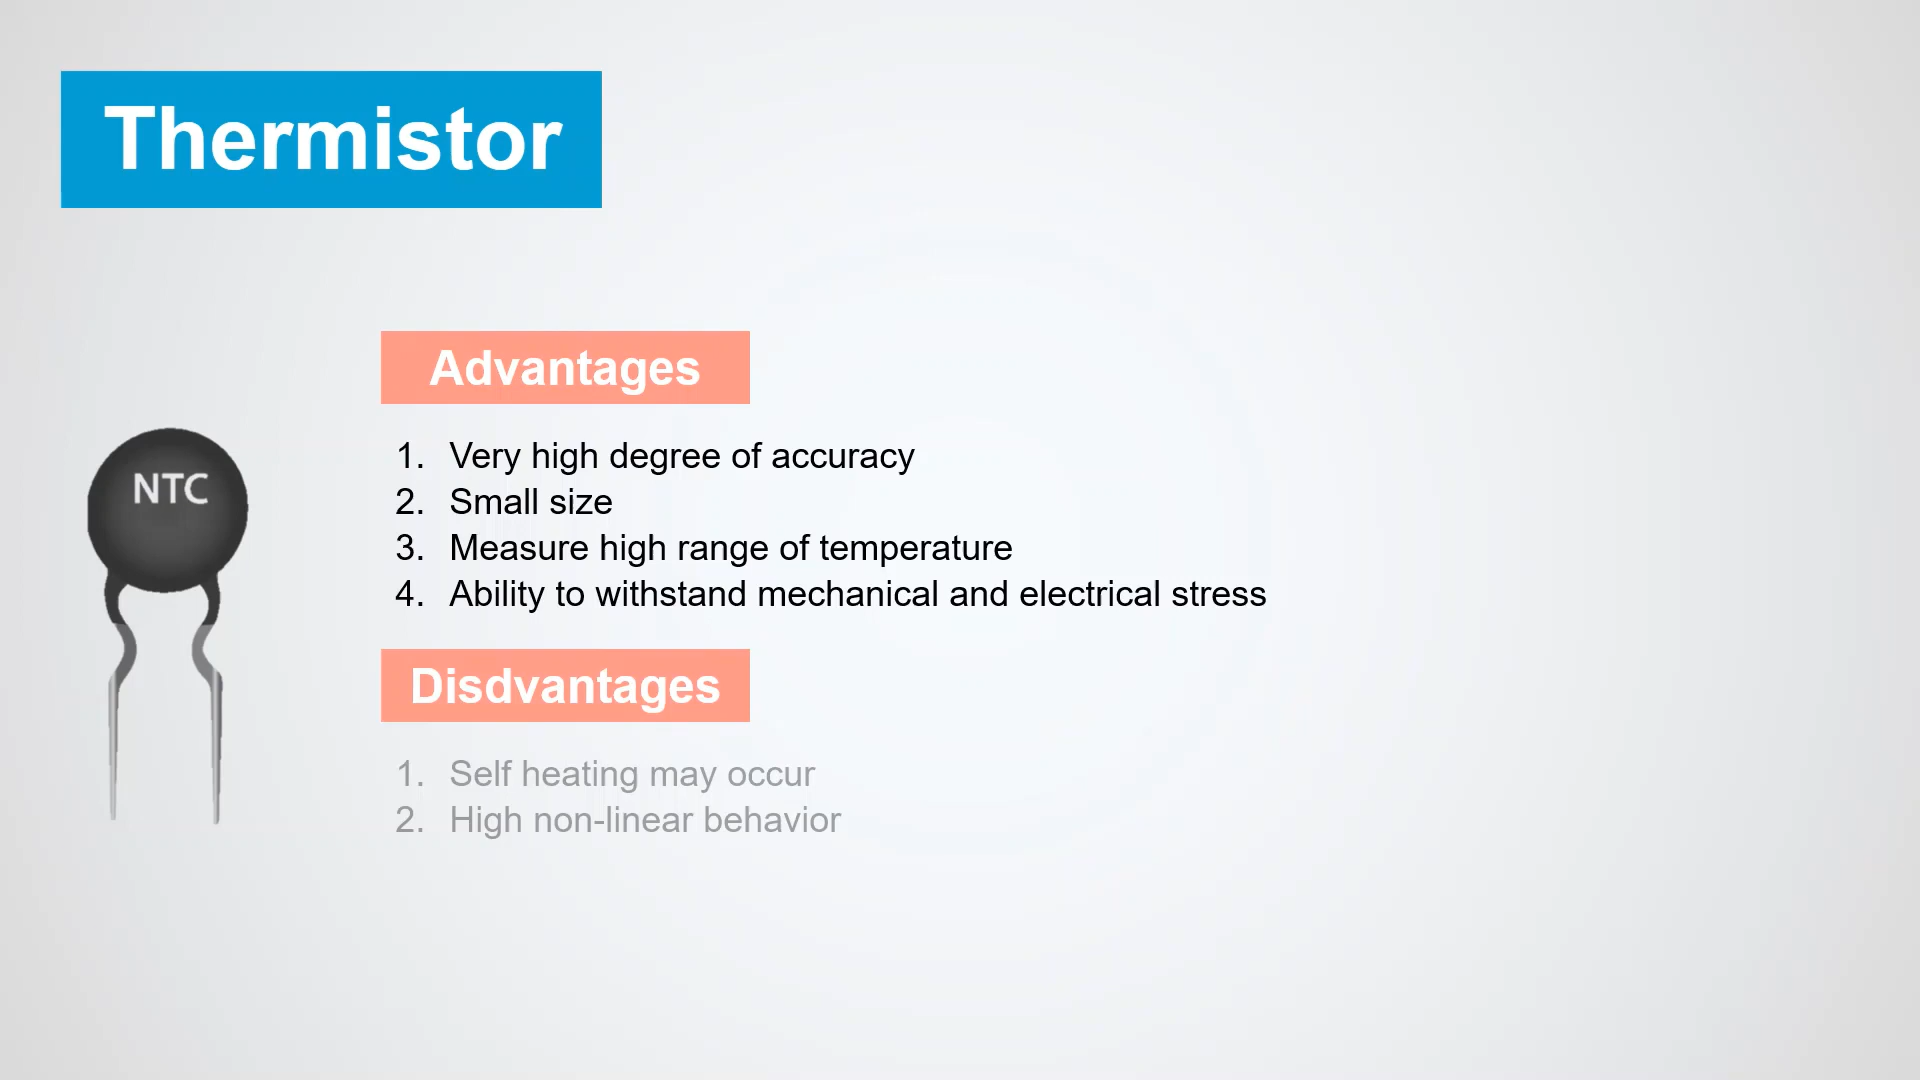 Thermistor
Advantages
NTC
1. Very high degree of accuracy
2. Small size
3. Measure high range of temperature
4. Ability to withstand mechanical and electrical stress
Disdvantages
1. Self heating may occur
2. High non-linear behavior